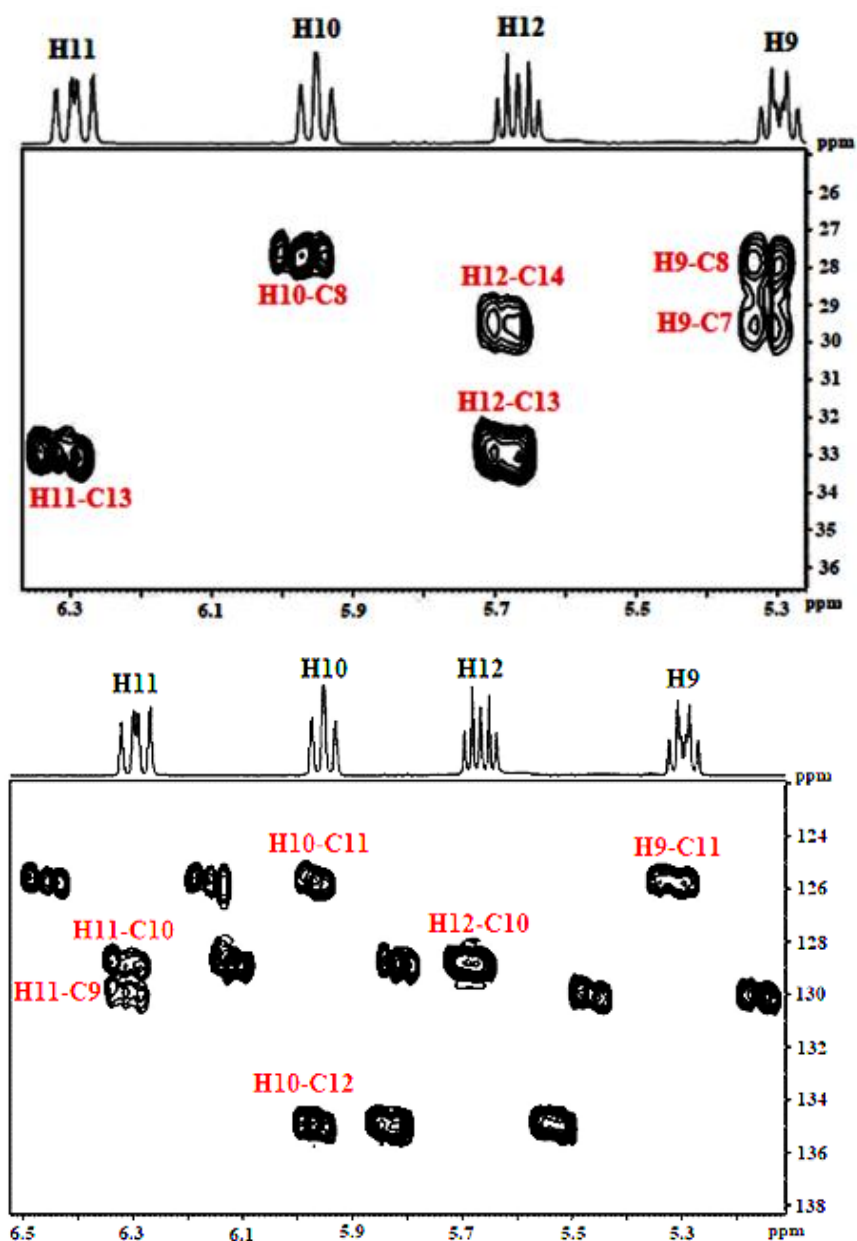 H11 H10 H12 H9
ppm
26
27
H9-C8 28
H10-C8 H12-C14 29
H9-C7 30
31
H12-C13 32
33
H11-C13 34
35
36
6.3 6.1 5.9 5.7 5.5 5.3 ppm
H11 H10 H12 H9
ppm
124
H10-C11 H9-C11
126
H11-C10 H12-C10 128
H11-C9 130
132
H10-C12 134
136
138
6.5 6.3 6.1 5.9 5.7 5.5 5.3 ppm